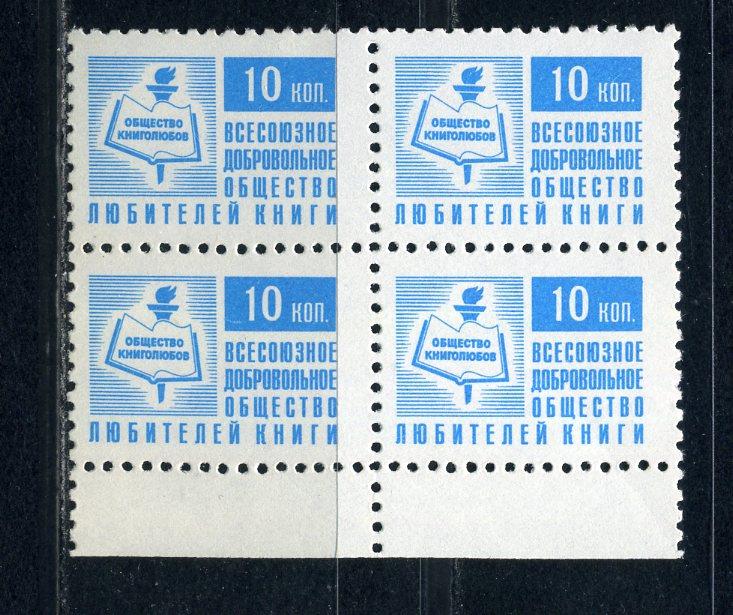 10 КОП.
ОБЩЕСТВО
КНИГОЛЮБОВ
ВСЕСОЮЗНОЕ
ДОБРОВОЛЬНОЕ
ОБЩЕСТВО
ЛЮБИТЕЛЕЙ КНИГИ
10 КОП.
ОБЩЕСТВО
КНИГОЛЮБОВ
ВСЕСОЮЗНОЕ
ДОБРОВОЛЬНОЕ
ОБЩЕСТВО
ЛЮБИТЕЛЕЙ КНИГИ
10 КОП.
ОБЩЕСТВО
КНИГОЛЮБОВ
ВСЕСОЮЗНОЕ
ДОБРОВОЛЬНОЕ
ОБЩЕСТВО
ЛЮБИТЕЛЕЙ КНИГИ
10 КОП.
ОБЩЕСТВО
КНИГОЛЮБОВ
ВСЕСОЮЗНОЕ
ДОБРОВОЛЬНОЕ
ОБЩЕСТВО
ЛЮБИТЕЛЕЙ КНИГИ